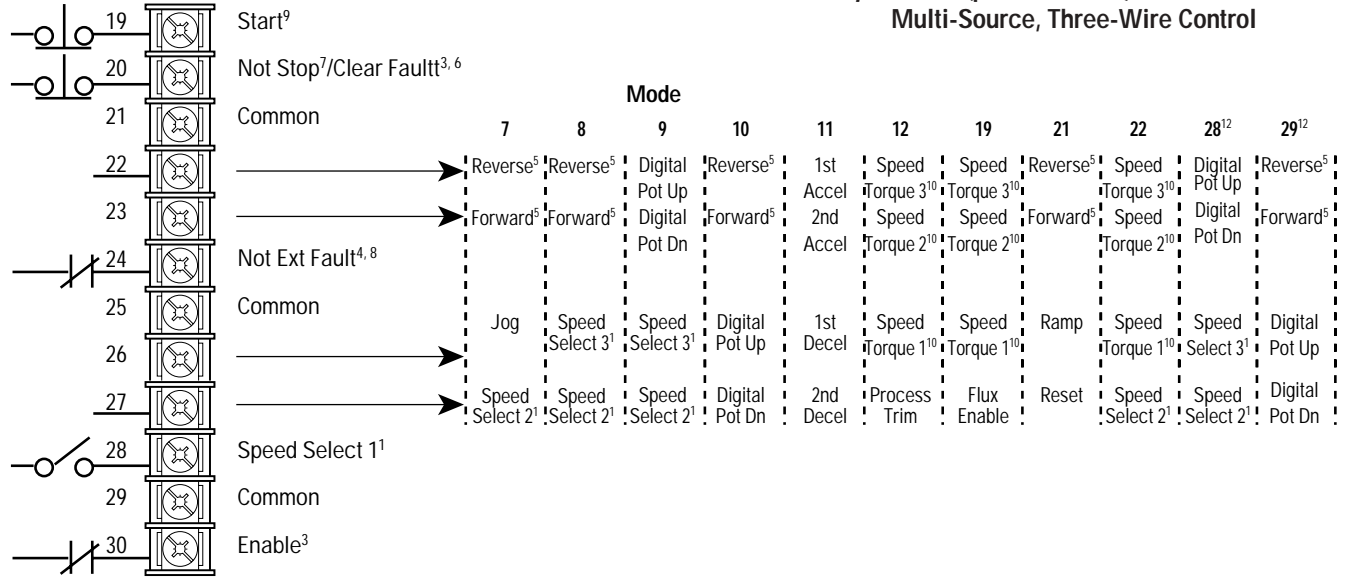 Multi-Source, Three-Wire Control
19 Start9
20 Not Stop7/Clear Faultt3, 6
21 Common
Mode
7 8 9 10 11 12 19 21 22 2812 2912
22 Reverse5 Reverse5 Digital Reverse5 1st Speed Speed Reverse5 Speed Digital Reverse5
Pot Up Accel Torque 310 Torque 310 Torque 310 Pot Up
23 Forward5 Forward5 Digital Forward5 2nd Speed Speed Forward5 Speed Digital Forward5
Pot Dn Accel Torque 210 Torque 210 Torque 210 Pot Dn
24 Not Ext Fault4, 8
25 Common
Jog Speed Speed Digital 1st Speed Speed Ramp Speed Speed Digital
Select 31 Select 31 Pot Up Decel Torque 110 Torque 110 Torque 110 Select 31 Pot Up
26
27 Speed Speed Speed Digital 2nd Process Flux Reset Speed Speed Digital
Select 21 Select 21 Select 21 Pot Dn Decel Trim Enable Select 21 Select 21 Pot Dn
28 Speed Select 11
29 Common
30 Enable3